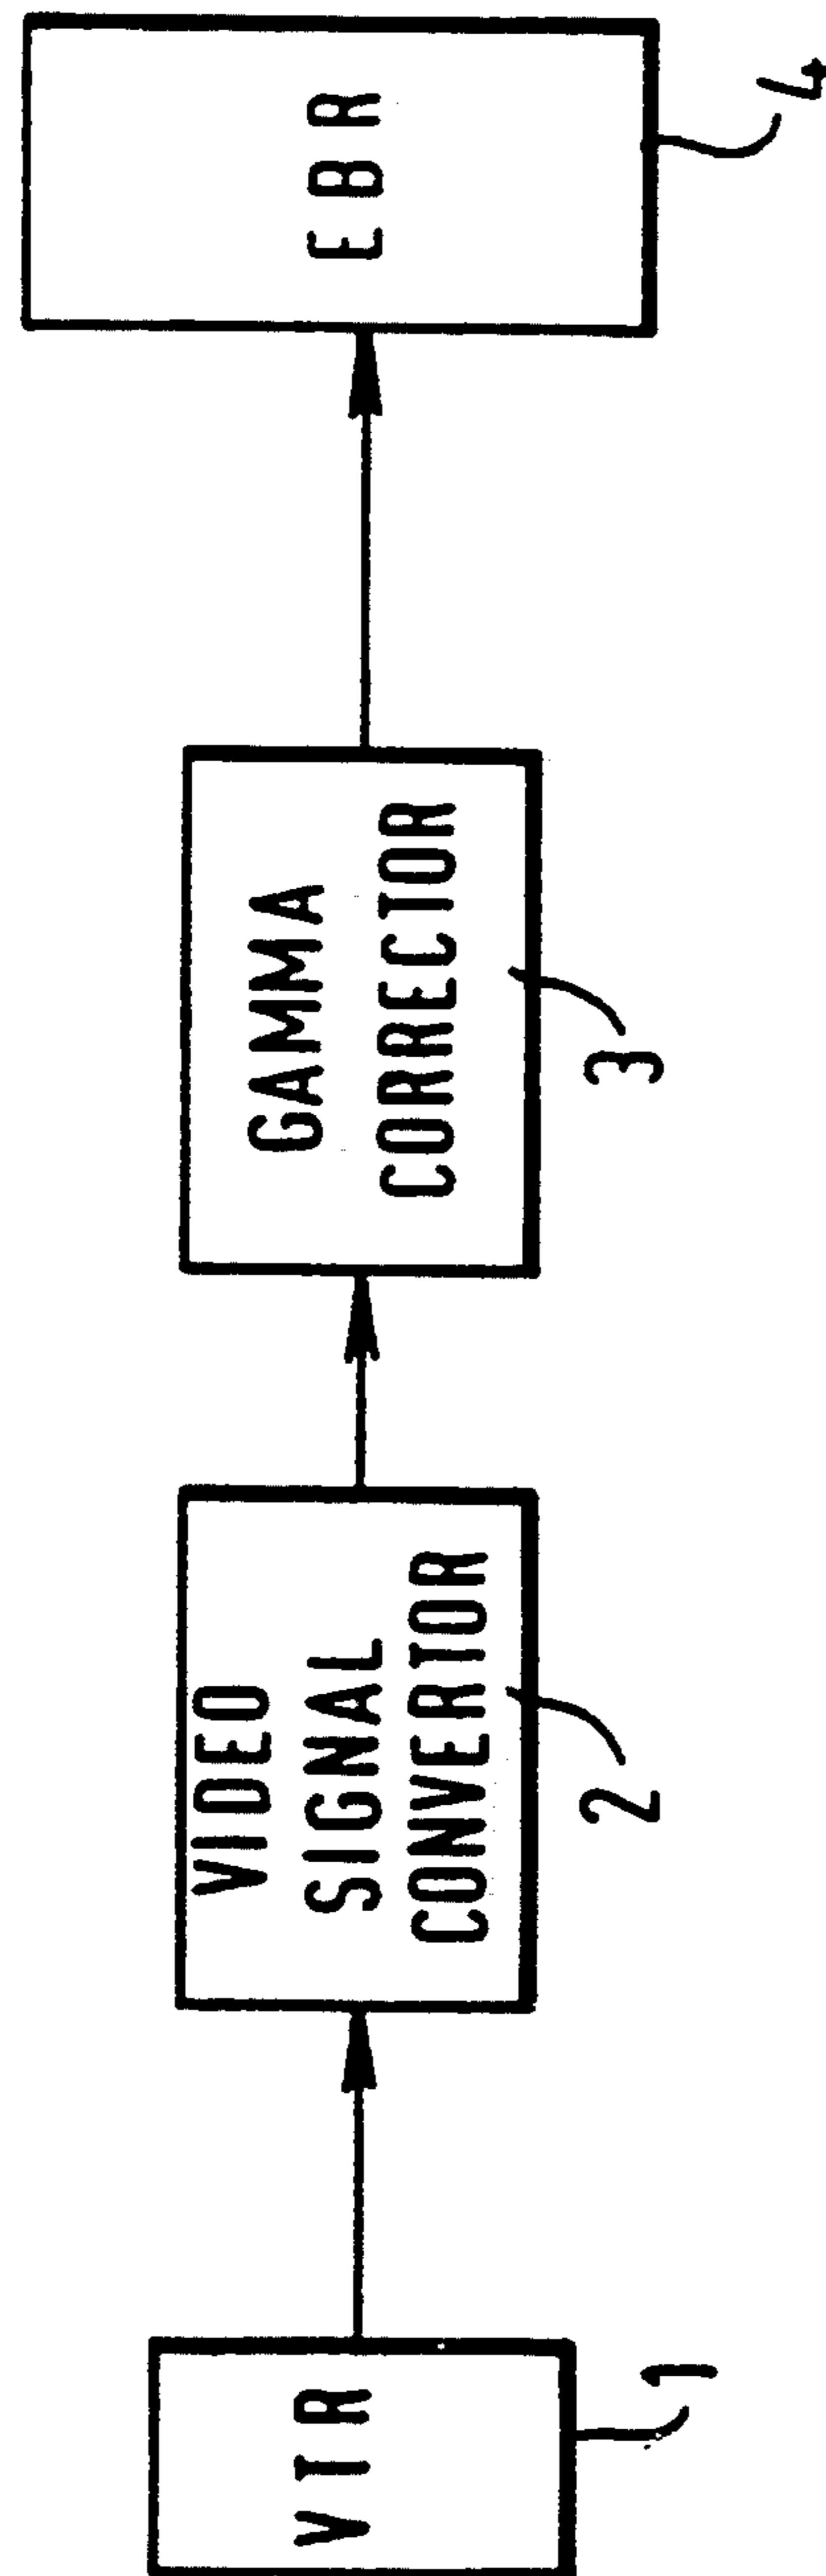 VTR
1
VIDEO
SIGNAL
CONVERTOR
2
GAMMA
CORRECTOR
3
EBR
4